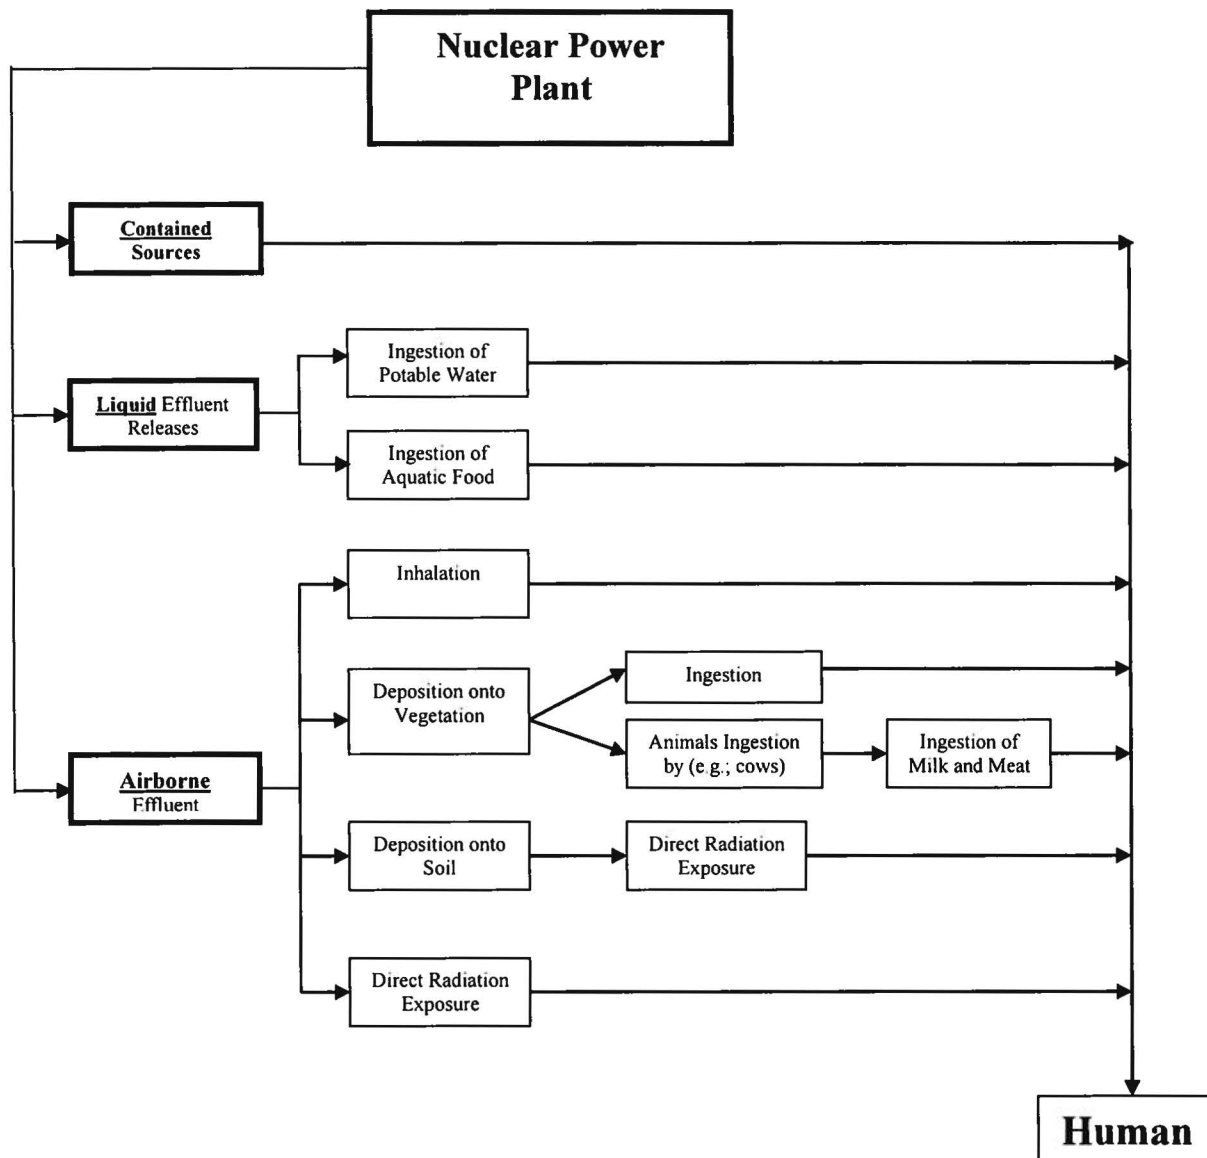 Nuclear Power
Plant
Contained
Sources
Ingestion of
Potable Water
Liquid Effluent
Releases
Ingestion of
Aquatic Food
Inhalation
Deposition onto
Vegetation
Ingestion
Animals Ingestion
by (e.g.; cows)
Ingestion of
Milk and Meat
Airborne
Effluent
Deposition onto
Soil
Direct Radiation
Exposure
Direct Radiation
Exposure
Human